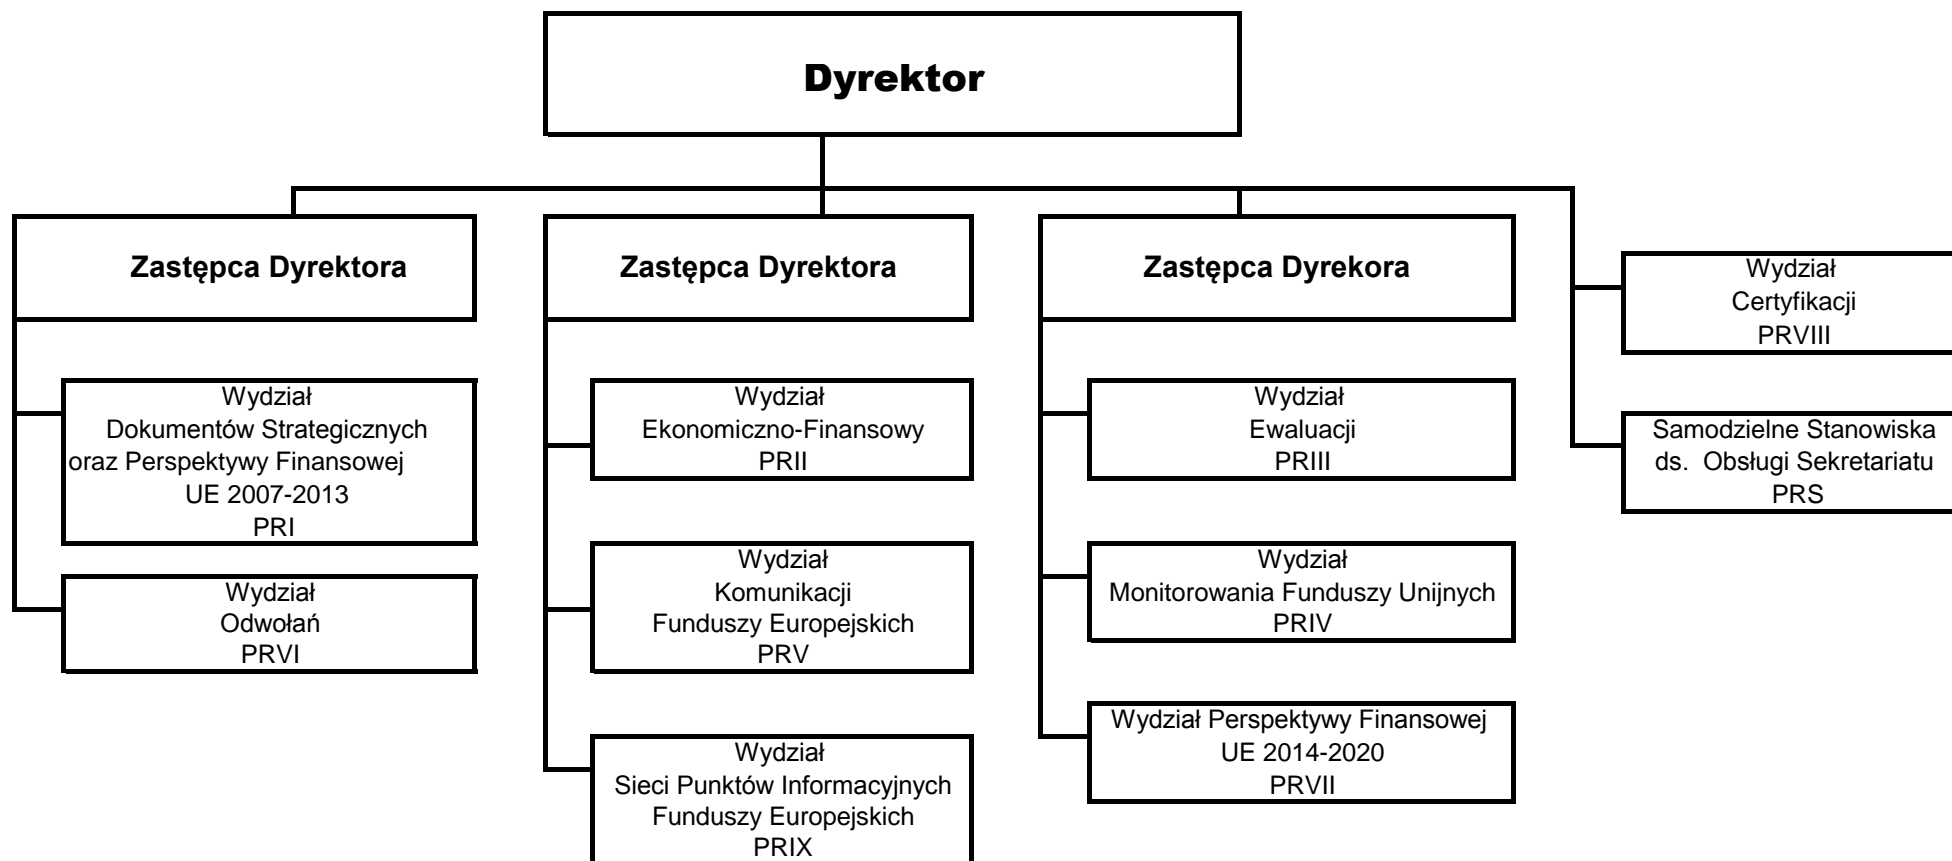 Dyrektor
Zastępca Dyrektora
Wydział
Dokumentów Strategicznych
oraz Perspektywy Finansowej
UE 2007-2013
PRI
Wydział
Odwołań
PRVI
Zastępca Dyrektora
Wydział
Ekonomiczno-Finansowy
PRII
Wydział
Komunikacji
Funduszy Europejskich
PRV
Wydział
Sieci Punktów Informacyjnych
Funduszy Europejskich
PRIX
Zastępca Dyrekora
Wydział
Ewaluacji
PRIII
Wydział
Monitorowania Funduszy Unijnych
PRIV
Wydział Perspektywy Finansowej
UE 2014-2020
PRVII
Wydział
Certyfikacji
PRVIII
Samodzielne Stanowiska
ds. Obsługi Sekretariatu
PRS